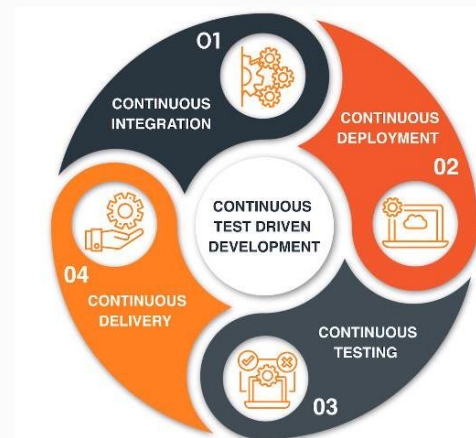 01
CONTINUOUS
INTEGRATION
CONTINUOUS
DEPLOYMENT
02
CONTINUOUS
TEST DRIVEN
DEVELOPMENT
03
CONTINUOUS
TESTING
04
CONTINUOUS
DELIVERY